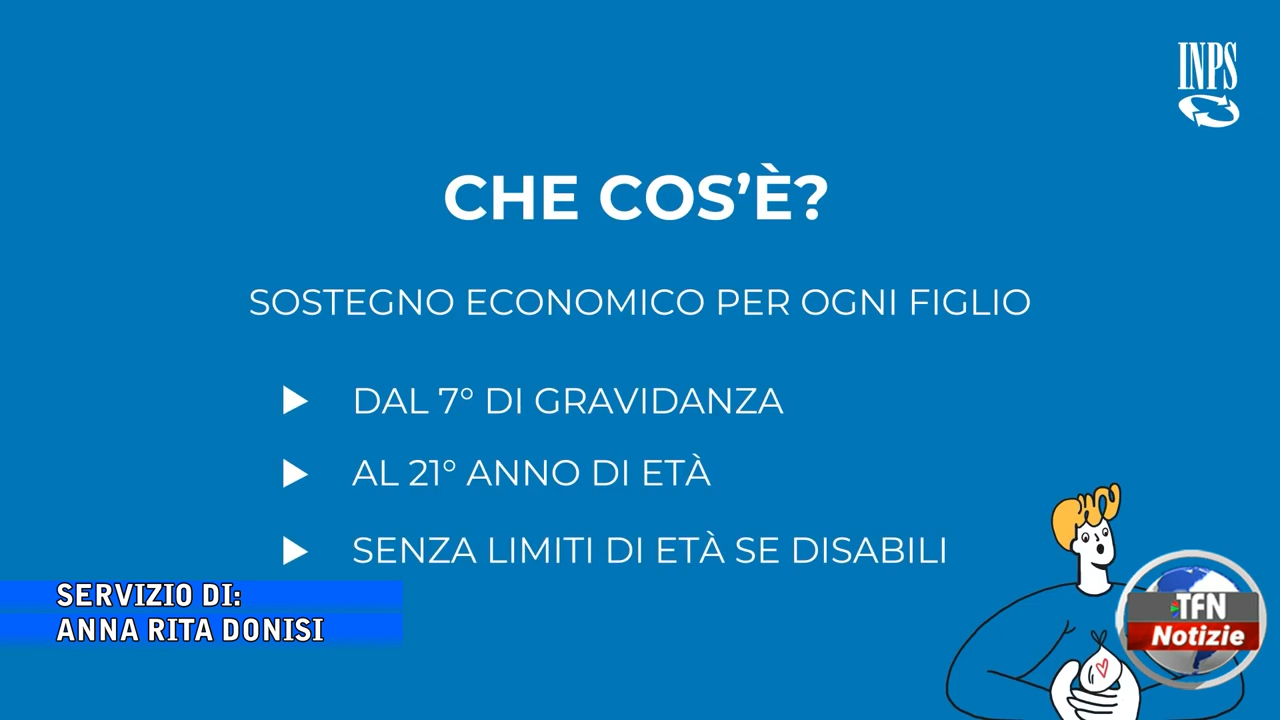 INPS
CHE COS'È?
SOSTEGNO ECONOMICO PER OGNI FIGLIO
DAL 7° DI GRAVIDANZA
AL 21° ANNO DI ETÀ
SENZA LIMITI DI ETÀ SE DISABILI
SERVIZIO DI:
ANNA RITA DONISI
TFN
Notizie